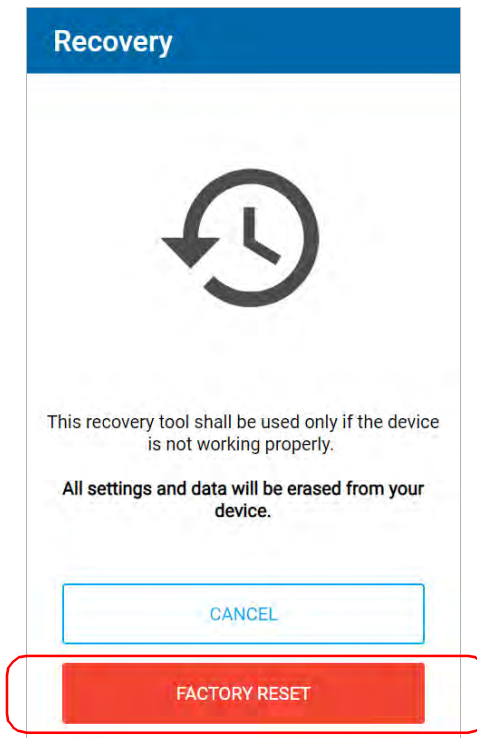 Recovery
This recovery tool shall be used only if the device
is not working properly.
All settings and data will be erased from your
device.
CANCEL
FACTORY RESET